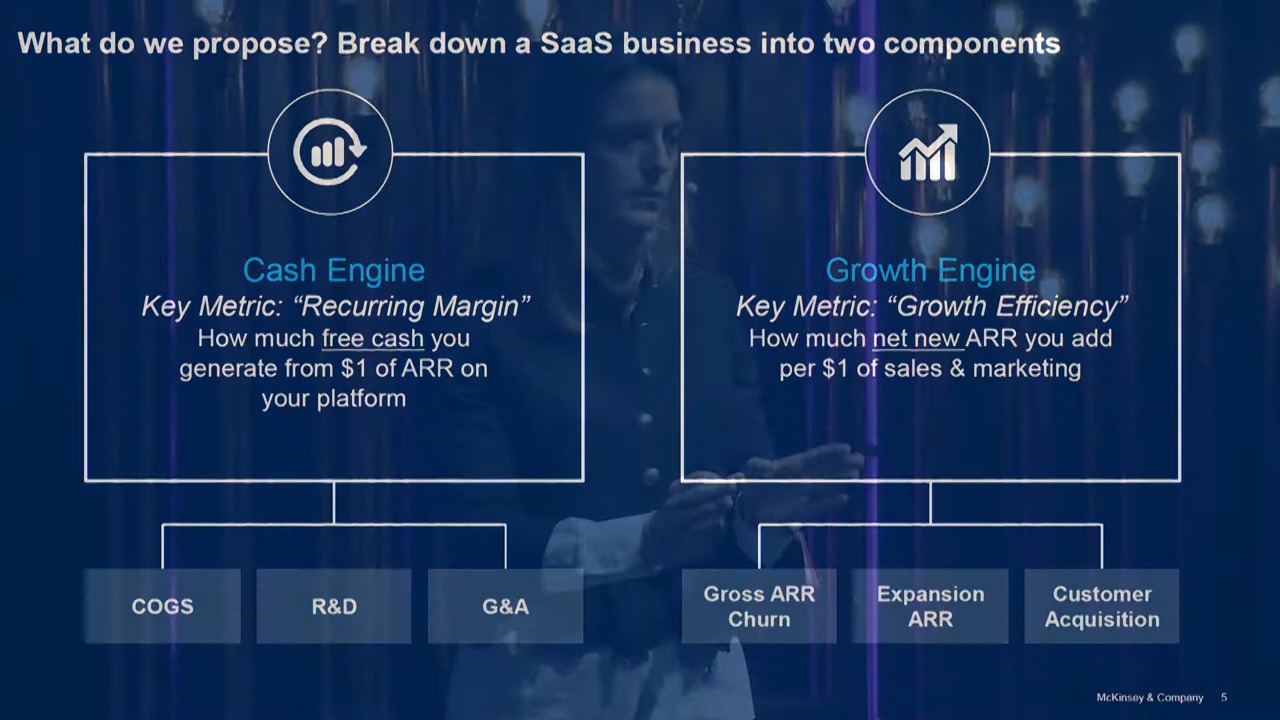 What do we propose? Break down a SaaS business into two components
Cash Engine
Key Metric: “Recurring Margin”
How much free cash you
generate from $1 of ARR on
your platform
COGS
R&D
G&A
Growth Engine
Key Metric: “Growth Efficiency”
How much net new ARR you add
per $1 of sales & marketing
Gross ARR
Churn
Expansion
ARR
Customer
Acquisition
McKinsey & Company 5